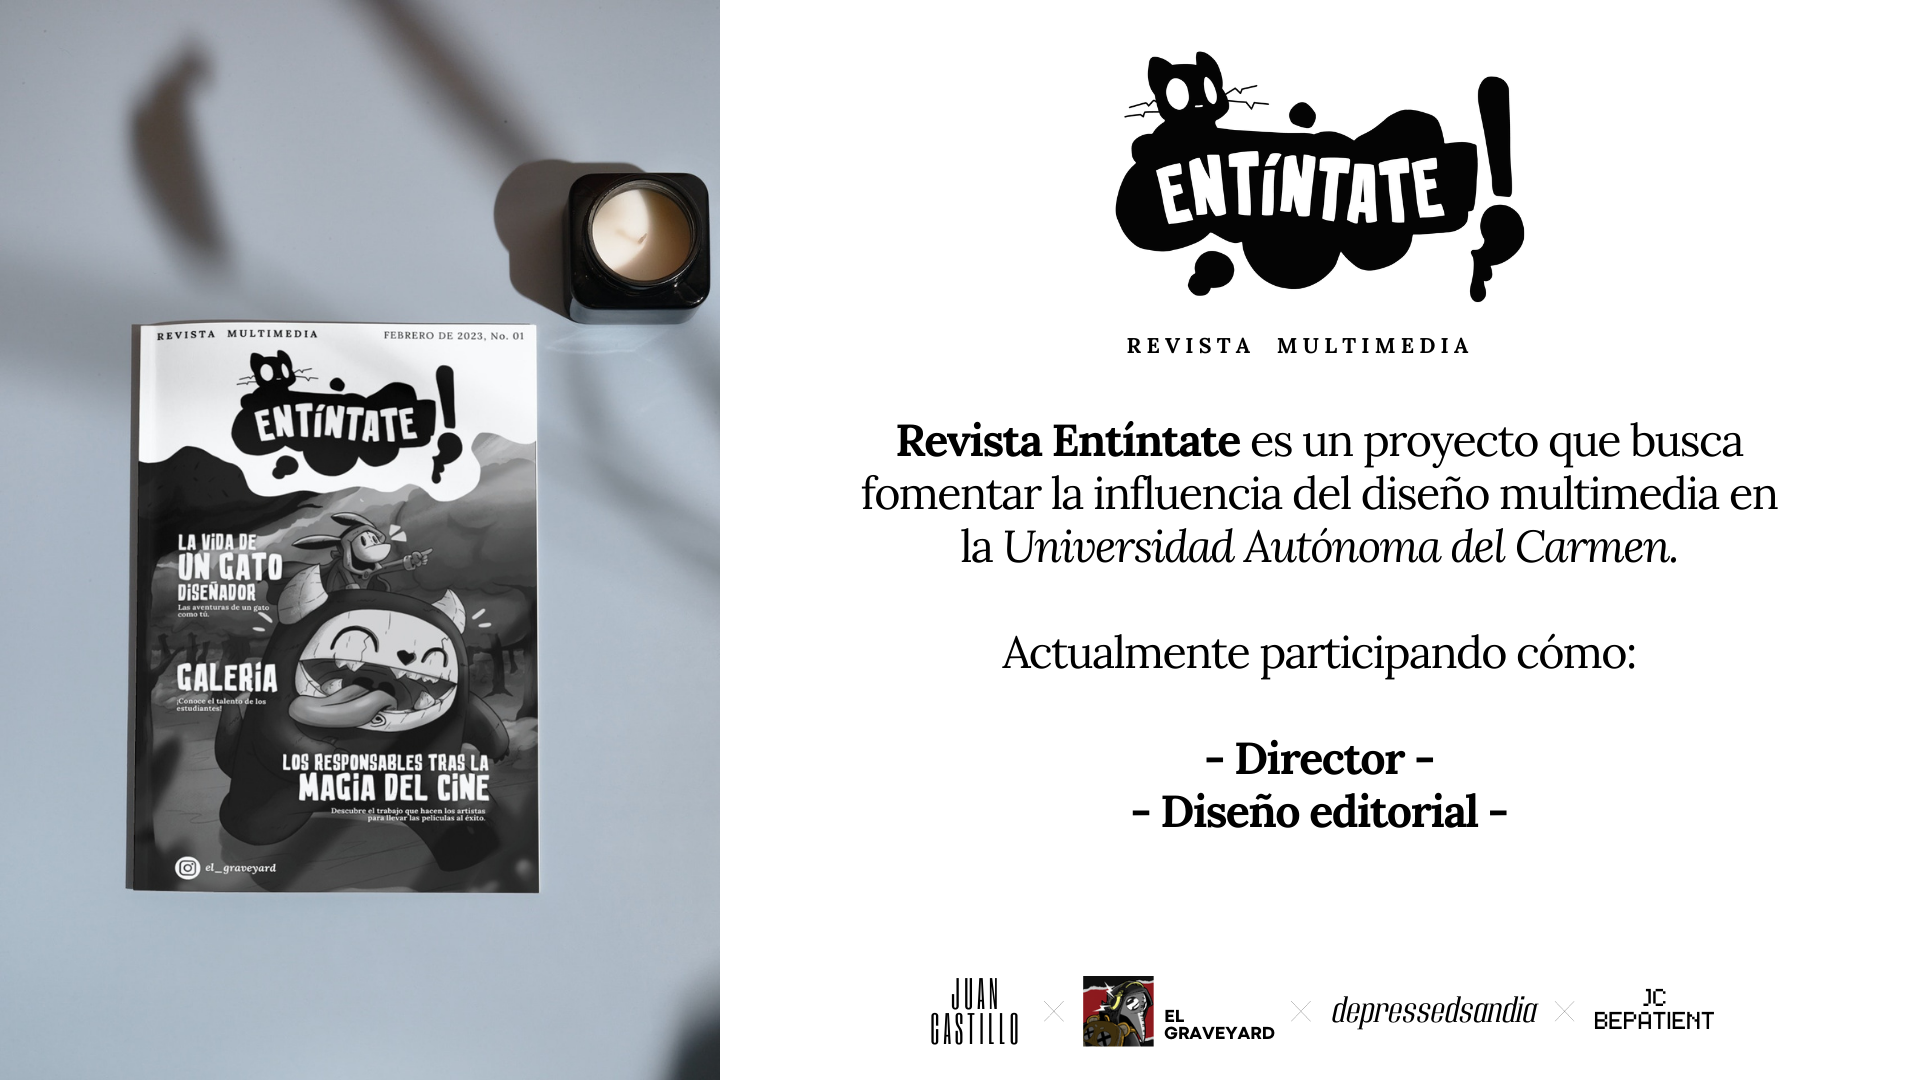 REVISTA MULTIMEDIA FEBRERO DE 2023, No. 01
ENTÍNTATE!
LA VIDA DE
UN GATO
DISEÑADOR
Las aventuras de un gato
como tú.
GALERÍA
¡Conoce el talento de los
estudiantes!
LOS RESPONSABLES TRAS LA
MAGIA DEL CINE
Descubre el trabajo que hacen los artistas
para llevar las películas al éxito.
el_graveyard
ENTÍNTATE!
REVISTA MULTIMEDIA
Revista Entíntate es un proyecto que busca
fomentar la influencia del diseño multimedia en
la Universidad Autónoma del Carmen.
Actualmente participando cómo:
- Director -
- Diseño editorial -
JUAN
CASTILLO
EL
GRAVEYARD
depressedsandia
JC
BEPATIENT